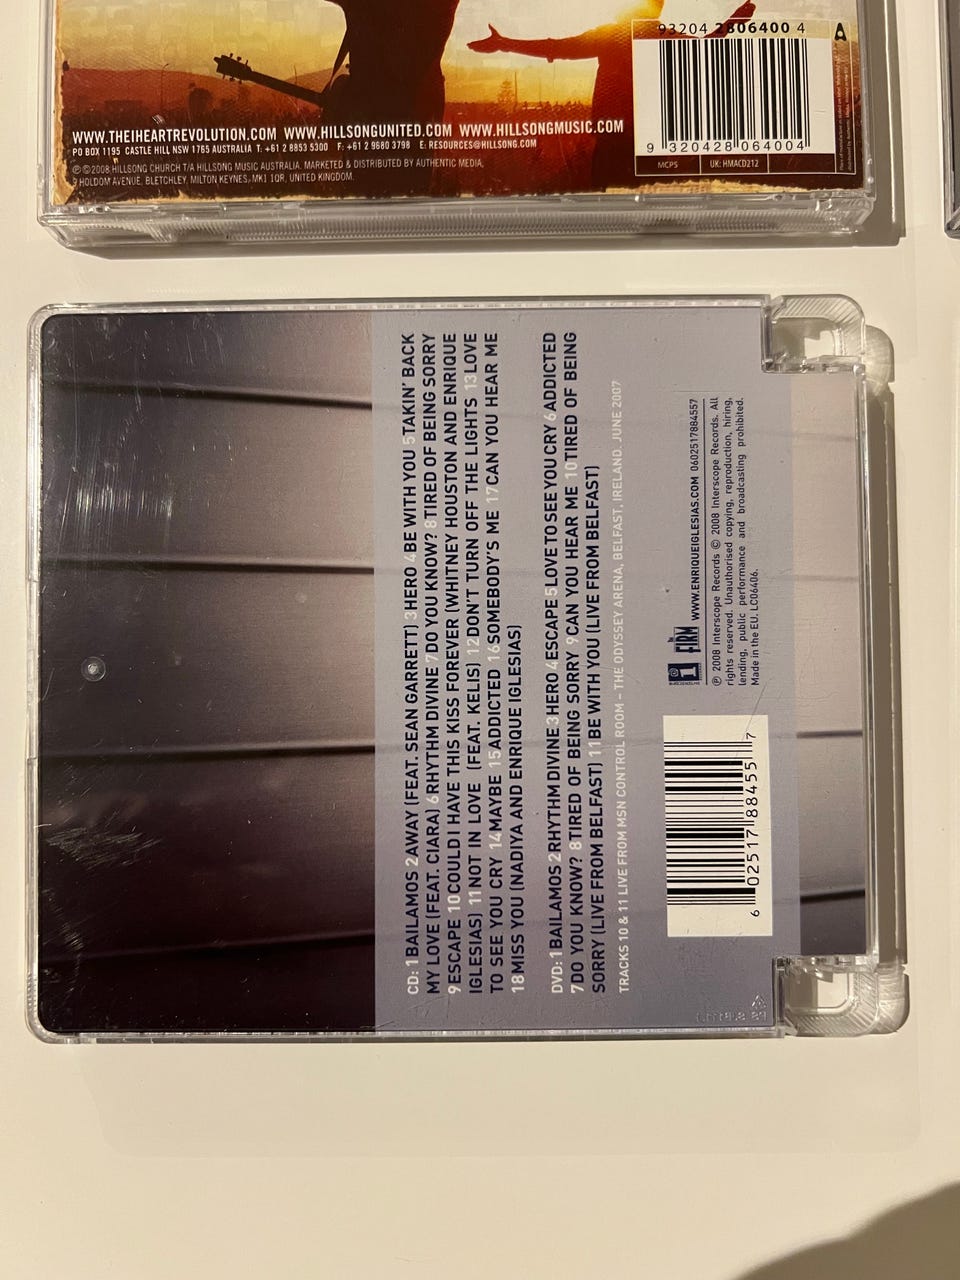 93204 2806400 4
A
9 320428 064004
MCPS
UK: HMACD212
WWW.THEIHEARTREVOLUTION.COM WWW.HILLSONGUNITED.COM WWW.HILLSONGMUSIC.COM
PO BOX 1195 CASTLE HILL NSW 1765 AUSTRALIA T: +61 2 8853 5300 F: +61 2 9680 3798 E: RESOURCES@HILLSONG.COM
℗©2008 HILLSONG CHURCH T/A HILLSONG MUSIC AUSTRALIA. MARKETED & DISTRIBUTED BY AUTHENTIC MEDIA,
9 HOLDOM AVENUE, BLETCHLEY, MILTON KEYNES, MK1 1QR, UNITED KINGDOM.
CD: 1 BAILAMOS 2 AWAY (FEAT. SEAN GARRETT) 3 HERO 4 BE WITH YOU 5 TAKIN' BACK
MY LOVE (FEAT. CIARA) 6 RHYTHM DIVINE 7 DO YOU KNOW? 8 TIRED OF BEING SORRY
9 ESCAPE 10 COULD I HAVE THIS KISS FOREVER (WHITNEY HOUSTON AND ENRIQUE
IGLESIAS) 11 NOT IN LOVE (FEAT. KELIS) 12 DON'T TURN OFF THE LIGHTS 13 LOVE
TO SEE YOU CRY 14 MAYBE 15 ADDICTED 16 SOMEBODY'S ME 17 CAN YOU HEAR ME
18 MISS YOU (NADIYA AND ENRIQUE IGLESIAS)
DVD: 1 BAILAMOS 2 RHYTHM DIVINE 3 HERO 4 ESCAPE 5 LOVE TO SEE YOU CRY 6 ADDICTED
7 DO YOU KNOW? 8 TIRED OF BEING SORRY 9 CAN YOU HEAR ME 10 TIRED OF BEING
SORRY (LIVE FROM BELFAST) 11 BE WITH YOU (LIVE FROM BELFAST)
TRACKS 10 & 11 LIVE FROM MSN CONTROL ROOM – THE ODYSSEY ARENA, BELFAST, IRELAND. JUNE 2007
6 02517 88455 7
1
THE FIRM
WWW.ENRIQUEIGLESIAS.COM 0602517884557
℗ 2008 Interscope Records © 2008 Interscope Records. All
rights reserved. Unauthorised copying, reproduction, hiring,
lending, public performance and broadcasting prohibited.
Made in the EU. LC06406.